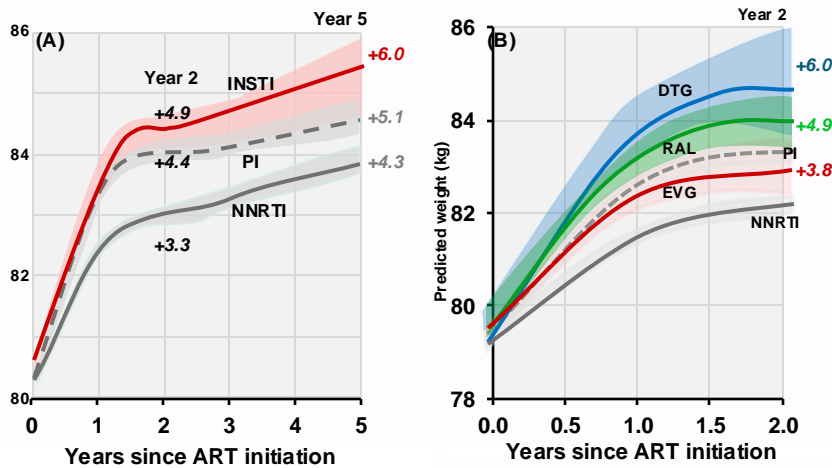 Year 5
86
(A)
+6.0
Year 2
INSTI
+4.9
+5.1
84
+4.4
PI
+4.3
NNRTI
+3.3
82
80
0
1
2
3
4
5
Years since ART initiation
Year 2
86
(B)
+6.0
DTG
84
+4.9
RAL
PI
+3.8
EVG
82
NNRTI
Predicted weight (kg)
80
78
0.0
0.5
1.0
1.5
2.0
Years since ART initiation